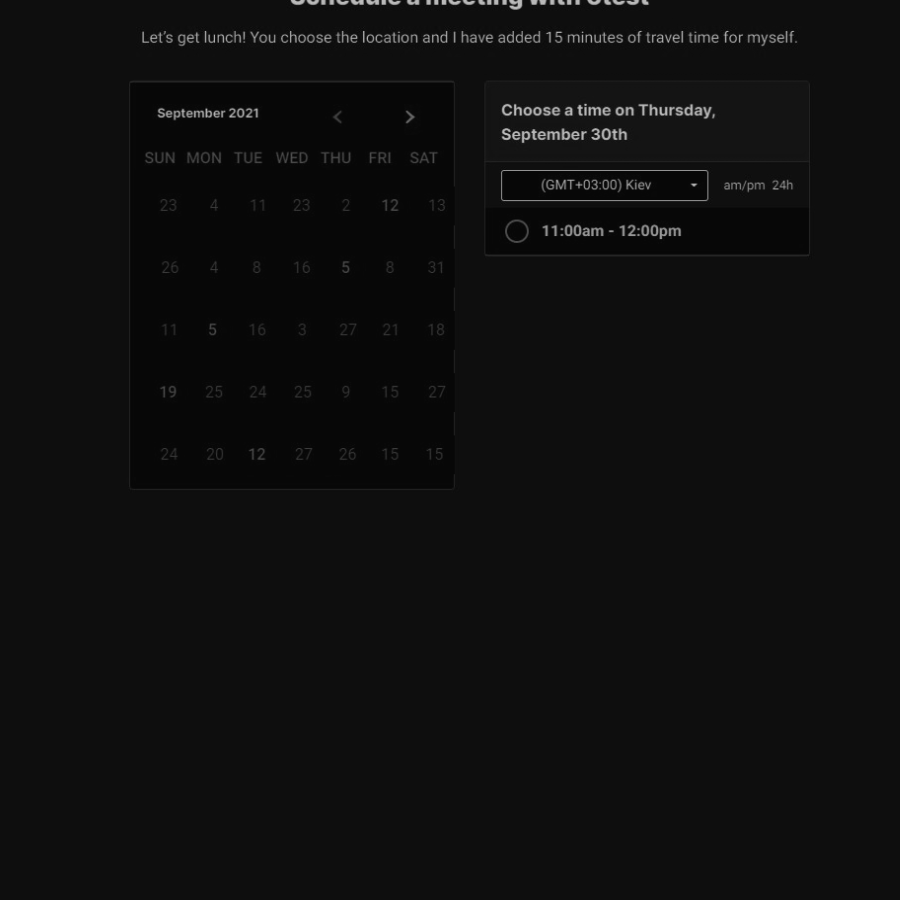 Schedule a meeting with Utest
Let's get lunch! You choose the location and I have added 15 minutes of travel time for myself.
September 2021
SUN MON TUE WED THU FRI SAT
23 4 11 23 2 12 13
26 4 8 16 5 8 31
11 5 16 3 27 21 18
19 25 24 25 9 15 27
24 20 12 27 26 15 15
Choose a time on Thursday,
September 30th
(GMT+03:00) Kiev am/pm 24h
11:00am - 12:00pm